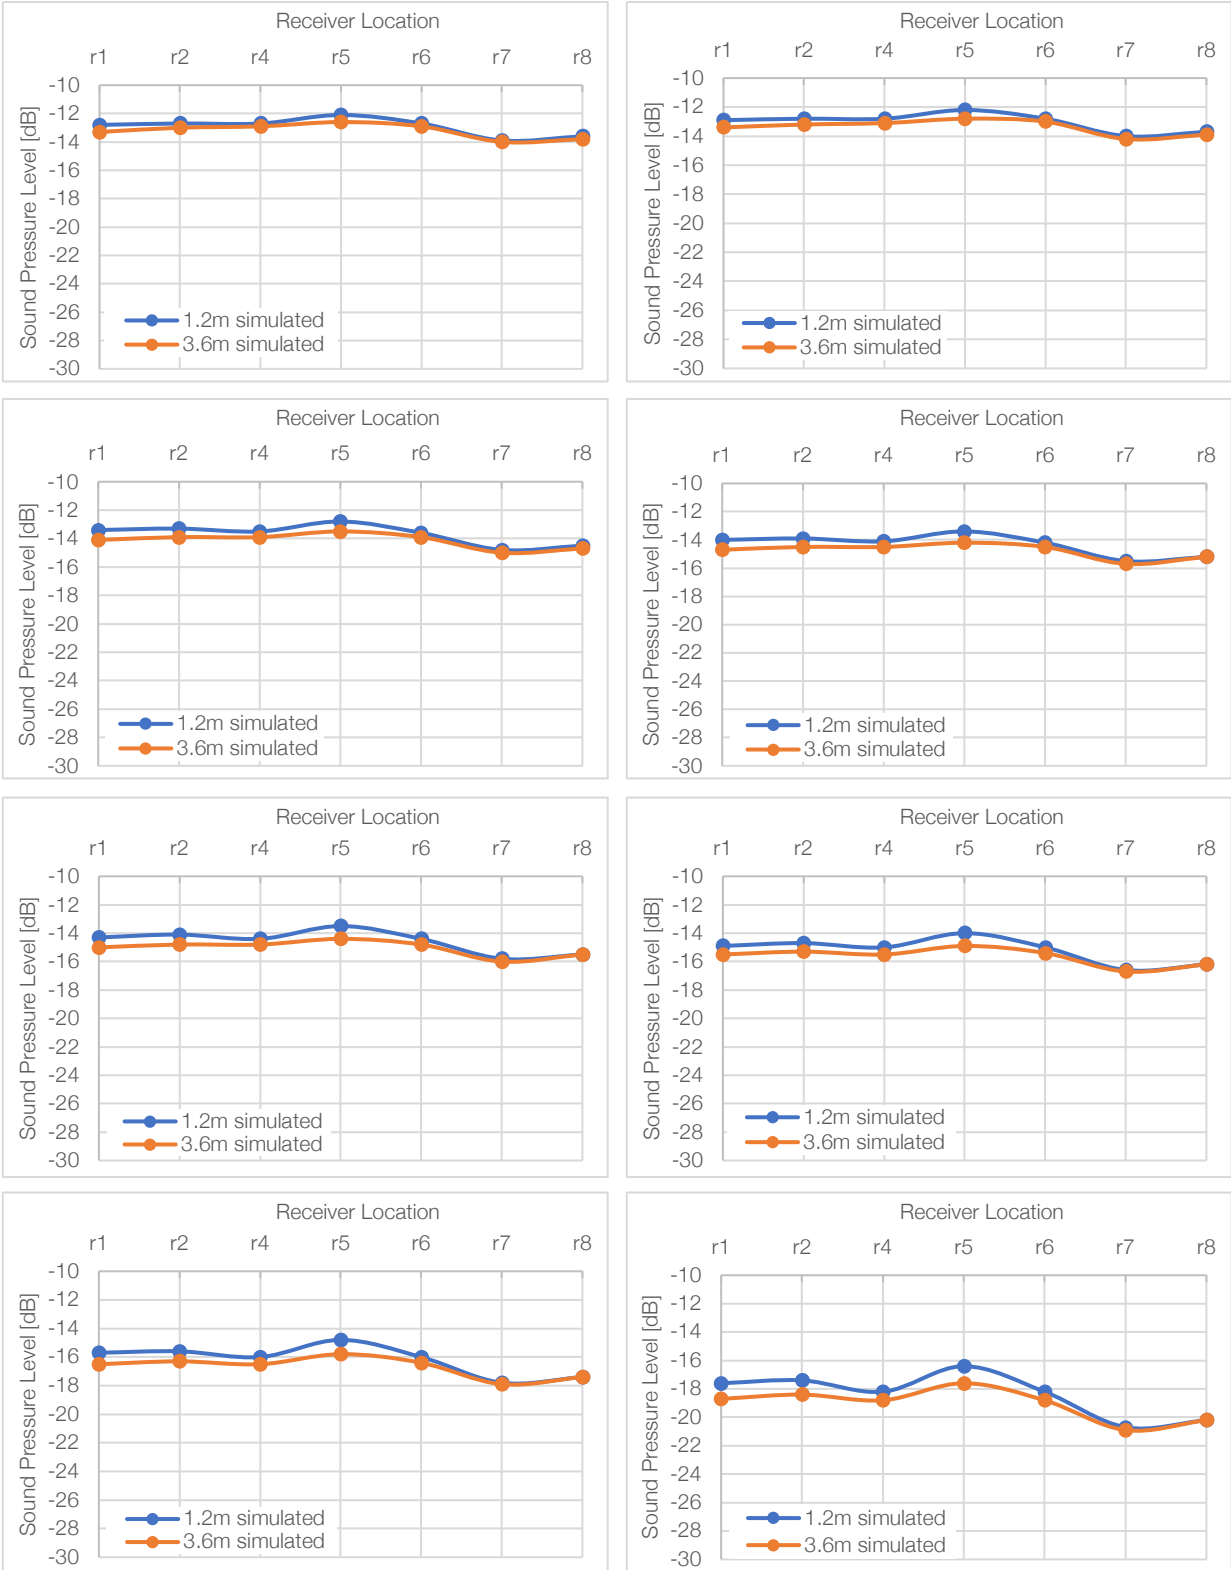 Receiver Location
r1 r2 r4 r5 r6 r7 r8
Sound Pressure Level [dB]
-10
-12
-14
-16
-18
-20
-22
-24
-26
-28
-30
1.2m simulated
3.6m simulated
Receiver Location
r1 r2 r4 r5 r6 r7 r8
Sound Pressure Level [dB]
-10
-12
-14
-16
-18
-20
-22
-24
-26
-28
-30
1.2m simulated
3.6m simulated
Receiver Location
r1 r2 r4 r5 r6 r7 r8
Sound Pressure Level [dB]
-10
-12
-14
-16
-18
-20
-22
-24
-26
-28
-30
1.2m simulated
3.6m simulated
Receiver Location
r1 r2 r4 r5 r6 r7 r8
Sound Pressure Level [dB]
-10
-12
-14
-16
-18
-20
-22
-24
-26
-28
-30
1.2m simulated
3.6m simulated
Receiver Location
r1 r2 r4 r5 r6 r7 r8
Sound Pressure Level [dB]
-10
-12
-14
-16
-18
-20
-22
-24
-26
-28
-30
1.2m simulated
3.6m simulated
Receiver Location
r1 r2 r4 r5 r6 r7 r8
Sound Pressure Level [dB]
-10
-12
-14
-16
-18
-20
-22
-24
-26
-28
-30
1.2m simulated
3.6m simulated
Receiver Location
r1 r2 r4 r5 r6 r7 r8
Sound Pressure Level [dB]
-10
-12
-14
-16
-18
-20
-22
-24
-26
-28
-30
1.2m simulated
3.6m simulated
Receiver Location
r1 r2 r4 r5 r6 r7 r8
Sound Pressure Level [dB]
-10
-12
-14
-16
-18
-20
-22
-24
-26
-28
-30
1.2m simulated
3.6m simulated